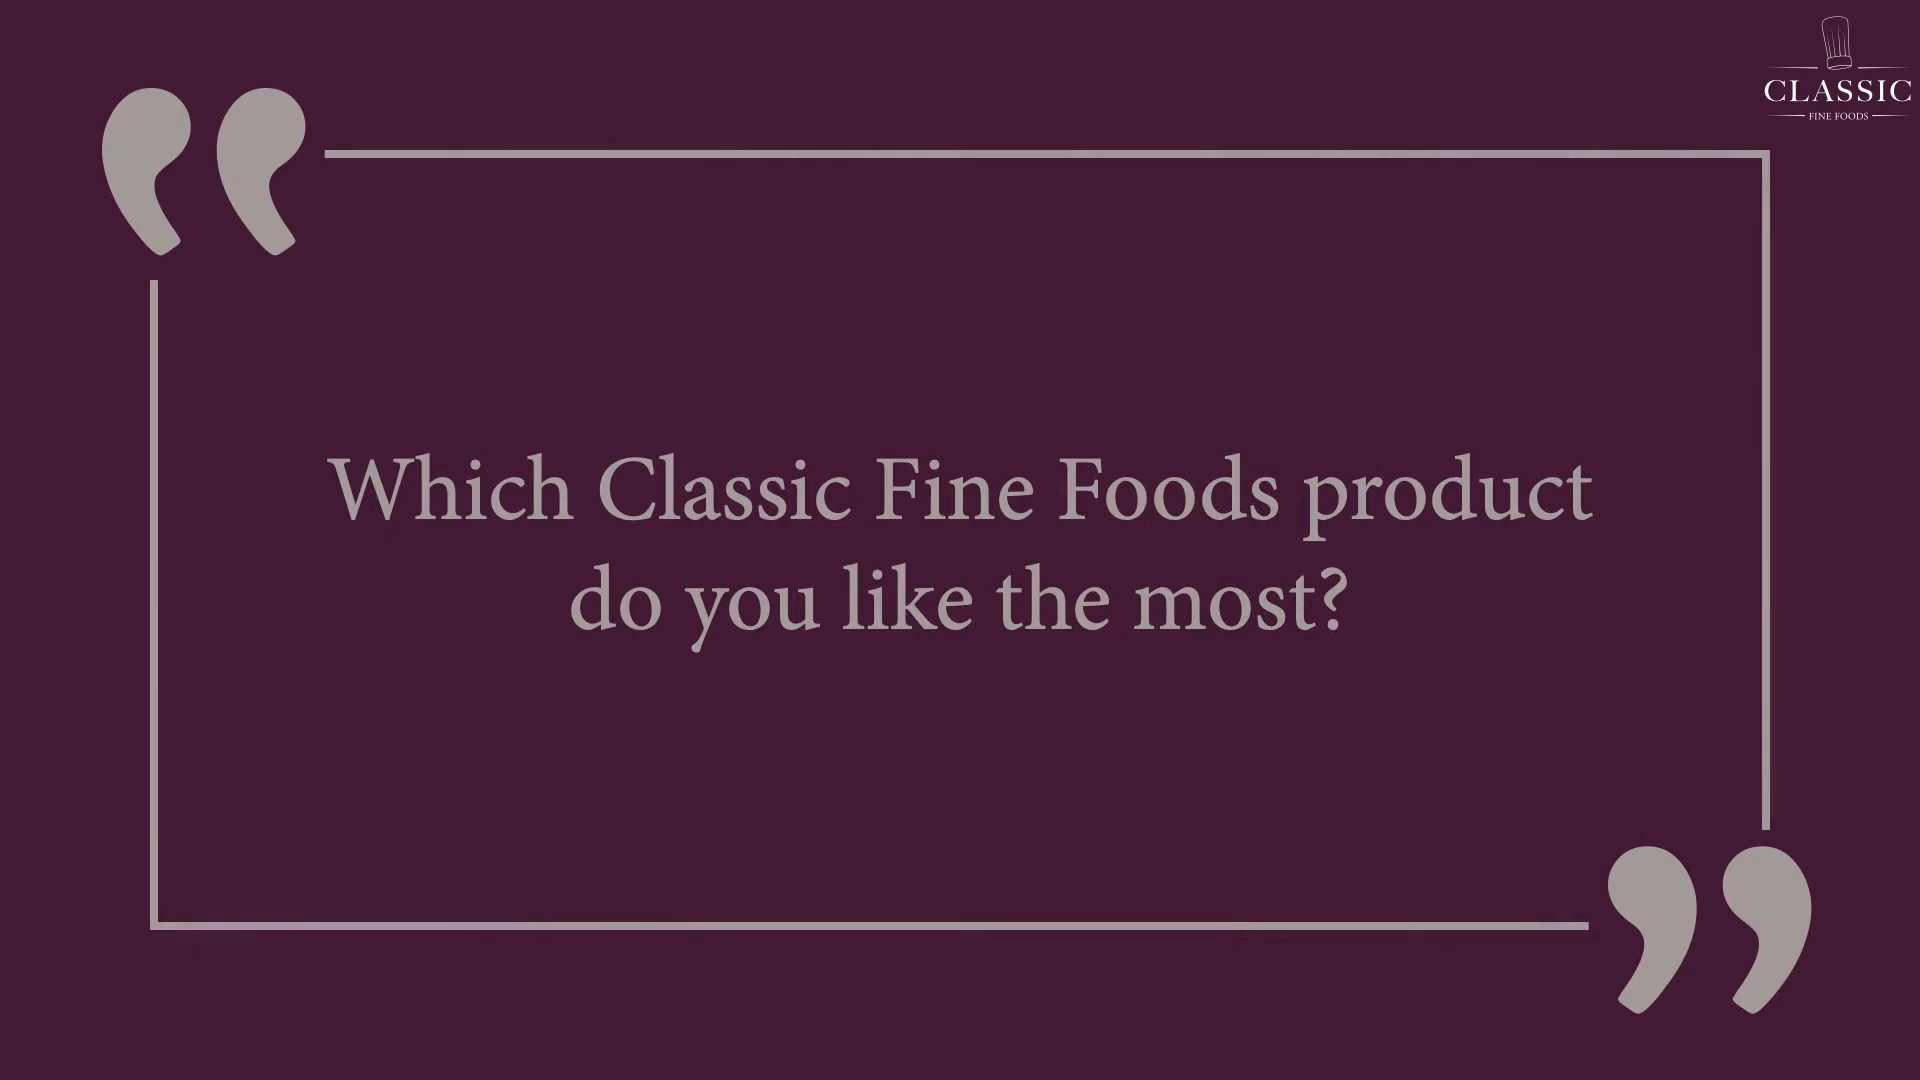 CLASSIC
FINE FOODS
Which Classic Fine Foods product
do you like the most?